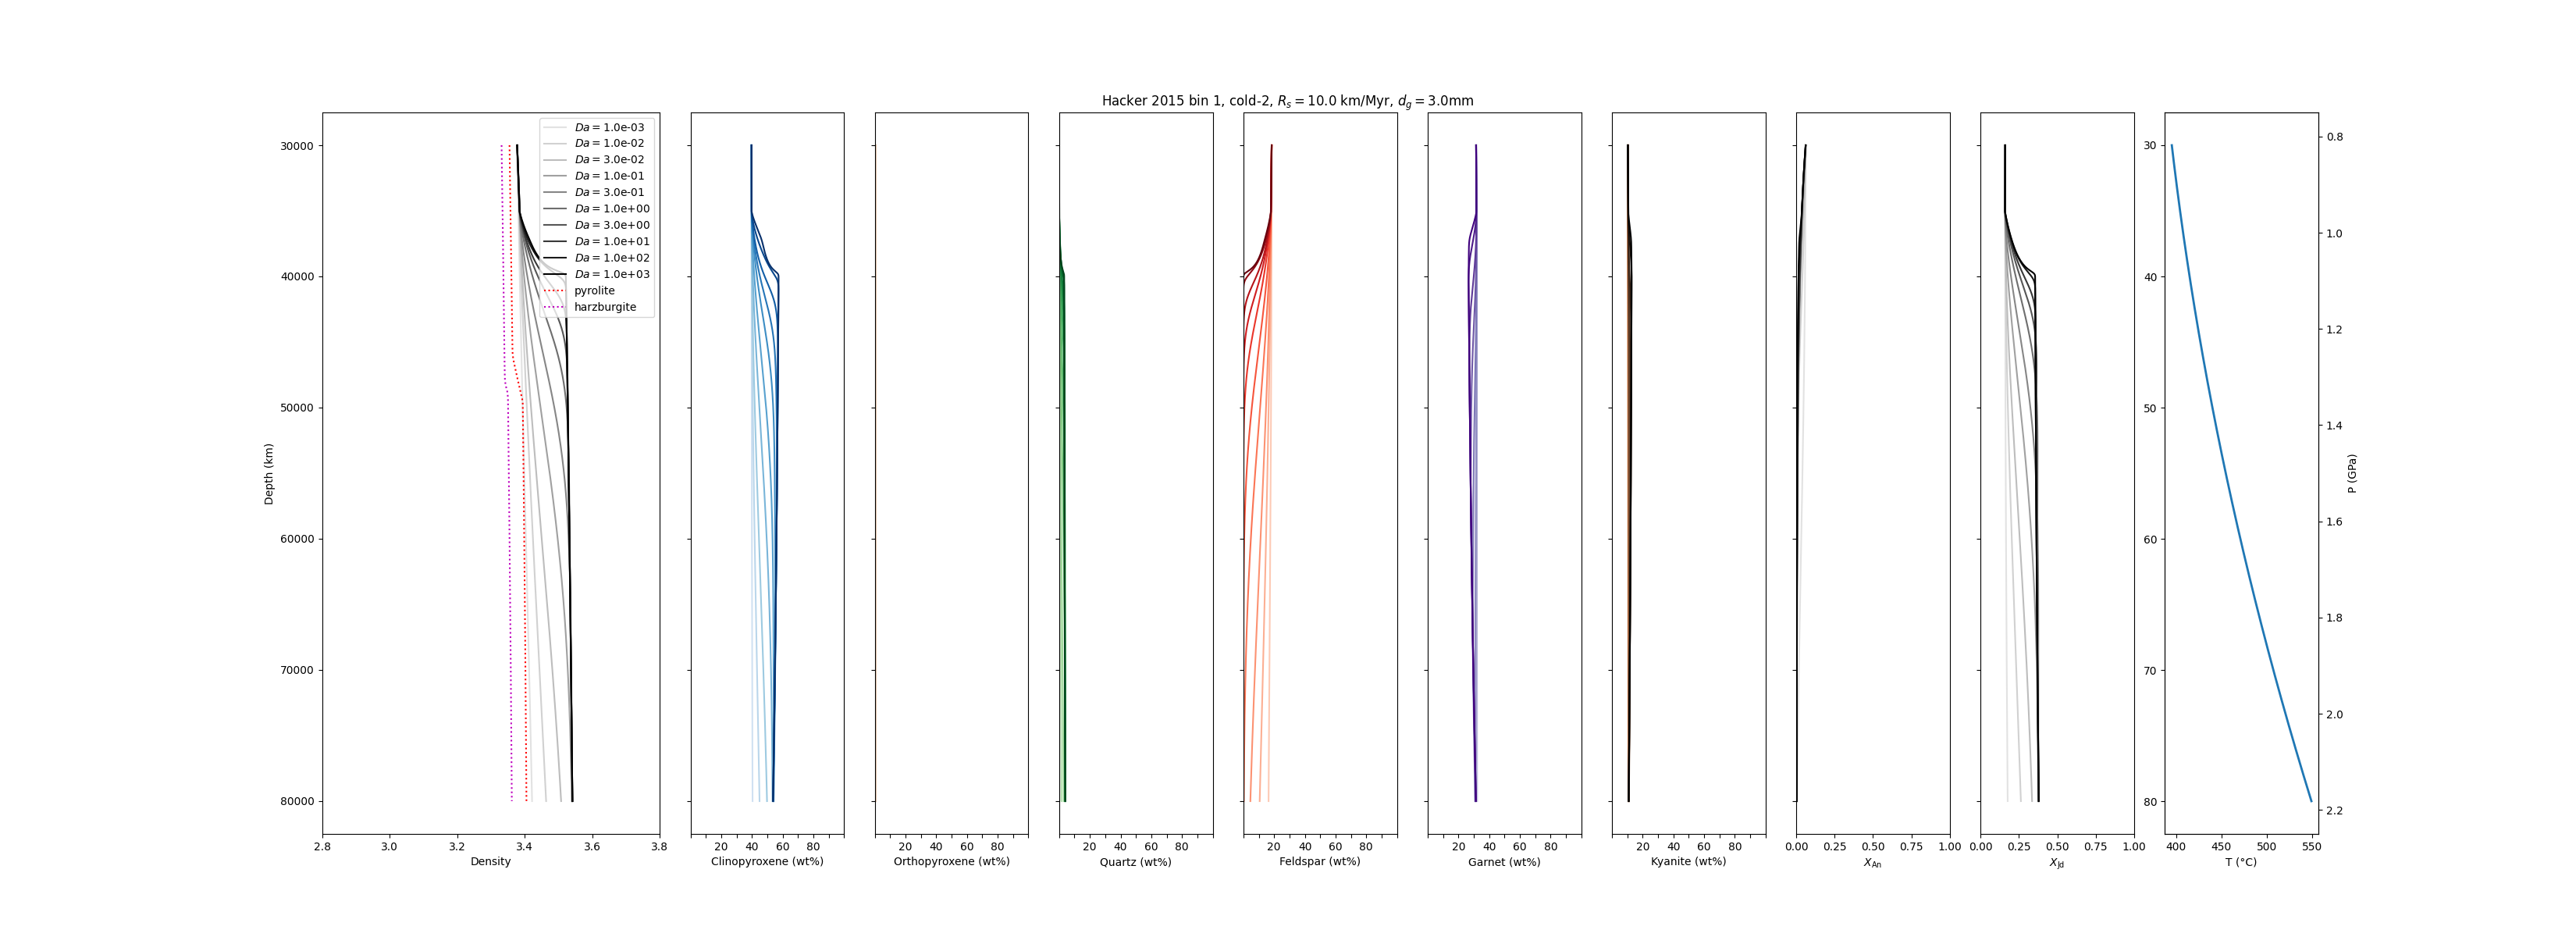 Hacker 2015 bin 1, cold-2, R_s = 10.0 km/Myr, d_g = 3.0mm
Da = 1.0e-03
Da = 1.0e-02
Da = 3.0e-02
Da = 1.0e-01
Da = 3.0e-01
Da = 1.0e+00
Da = 3.0e+00
Da = 1.0e+01
Da = 1.0e+02
Da = 1.0e+03
pyrolite
harzburgite
Depth (km)
30000
40000
50000
60000
70000
80000
2.8 3.0 3.2 3.4 3.6 3.8
Density
20 40 60 80
Clinopyroxene (wt%)
20 40 60 80
Orthopyroxene (wt%)
20 40 60 80
Quartz (wt%)
20 40 60 80
Feldspar (wt%)
20 40 60 80
Garnet (wt%)
20 40 60 80
Kyanite (wt%)
0.00 0.25 0.50 0.75 1.00
X_An
0.00 0.25 0.50 0.75 1.00
X_Jd
30
40
50
60
70
80
400 450 500 550
T (°C)
0.8
1.0
1.2
1.4
1.6
1.8
2.0
2.2
P (GPa)